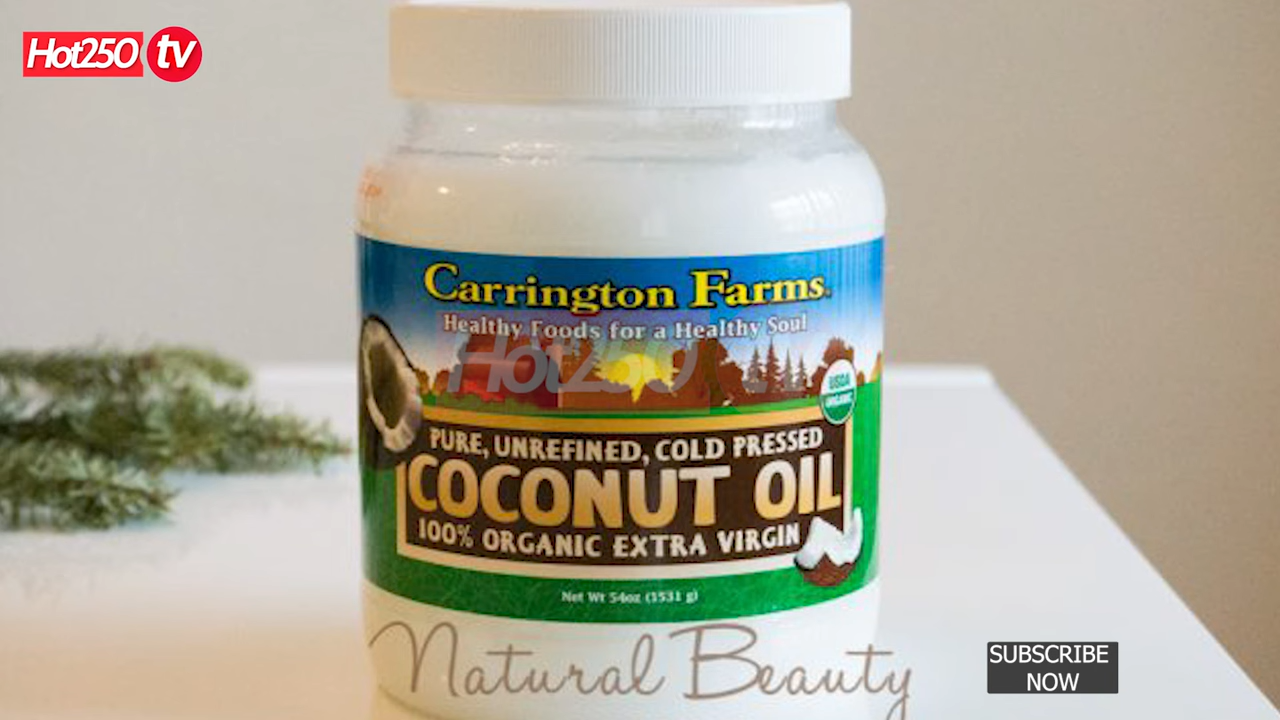 Hot250 tv
Carrington Farms
Healthy Foods for a Healthy Soul
Hot250 TV
USDA
ORGANIC
PURE, UNREFINED, COLD PRESSED
COCONUT OIL
100% ORGANIC EXTRA VIRGIN
Net Wt 54oz (1531 g)
Natural Beauty
SUBSCRIBE
NOW